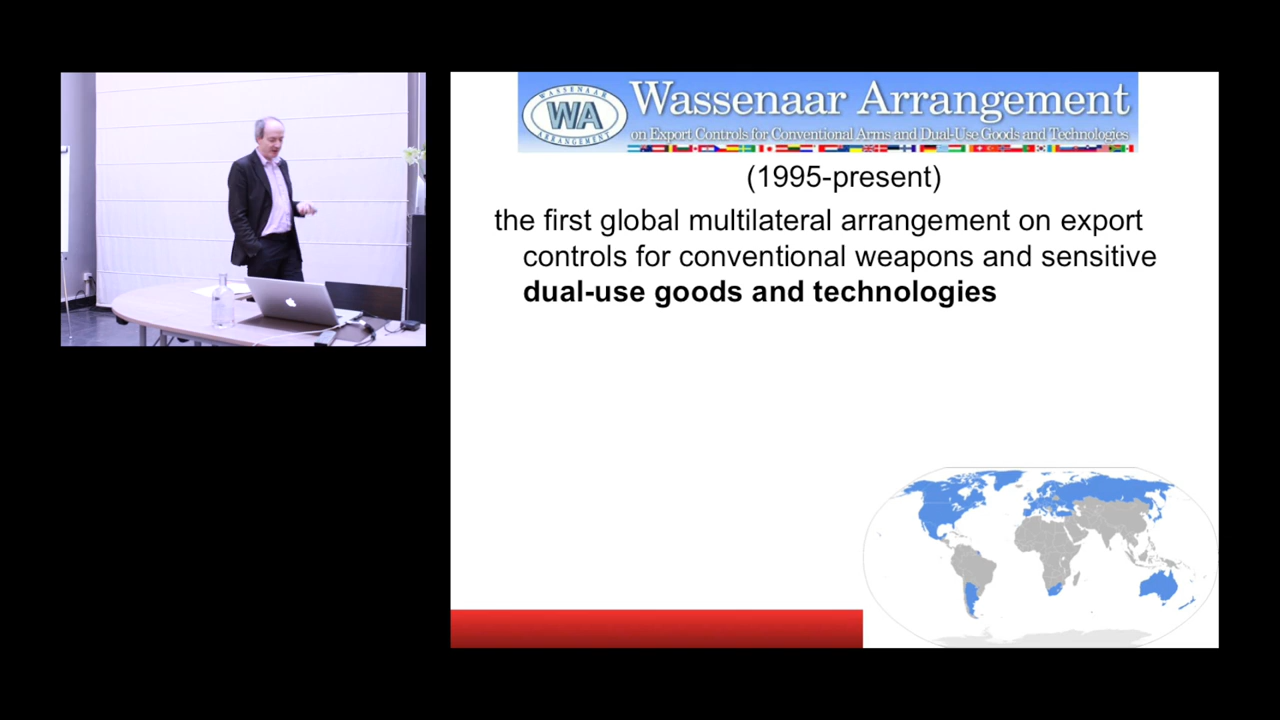 WASSENAAR
WA
ARRANGEMENT
Wassenaar Arrangement
on Export Controls for Conventional Arms and Dual-Use Goods and Technologies
(1995-present)
the first global multilateral arrangement on export
controls for conventional weapons and sensitive
dual-use goods and technologies